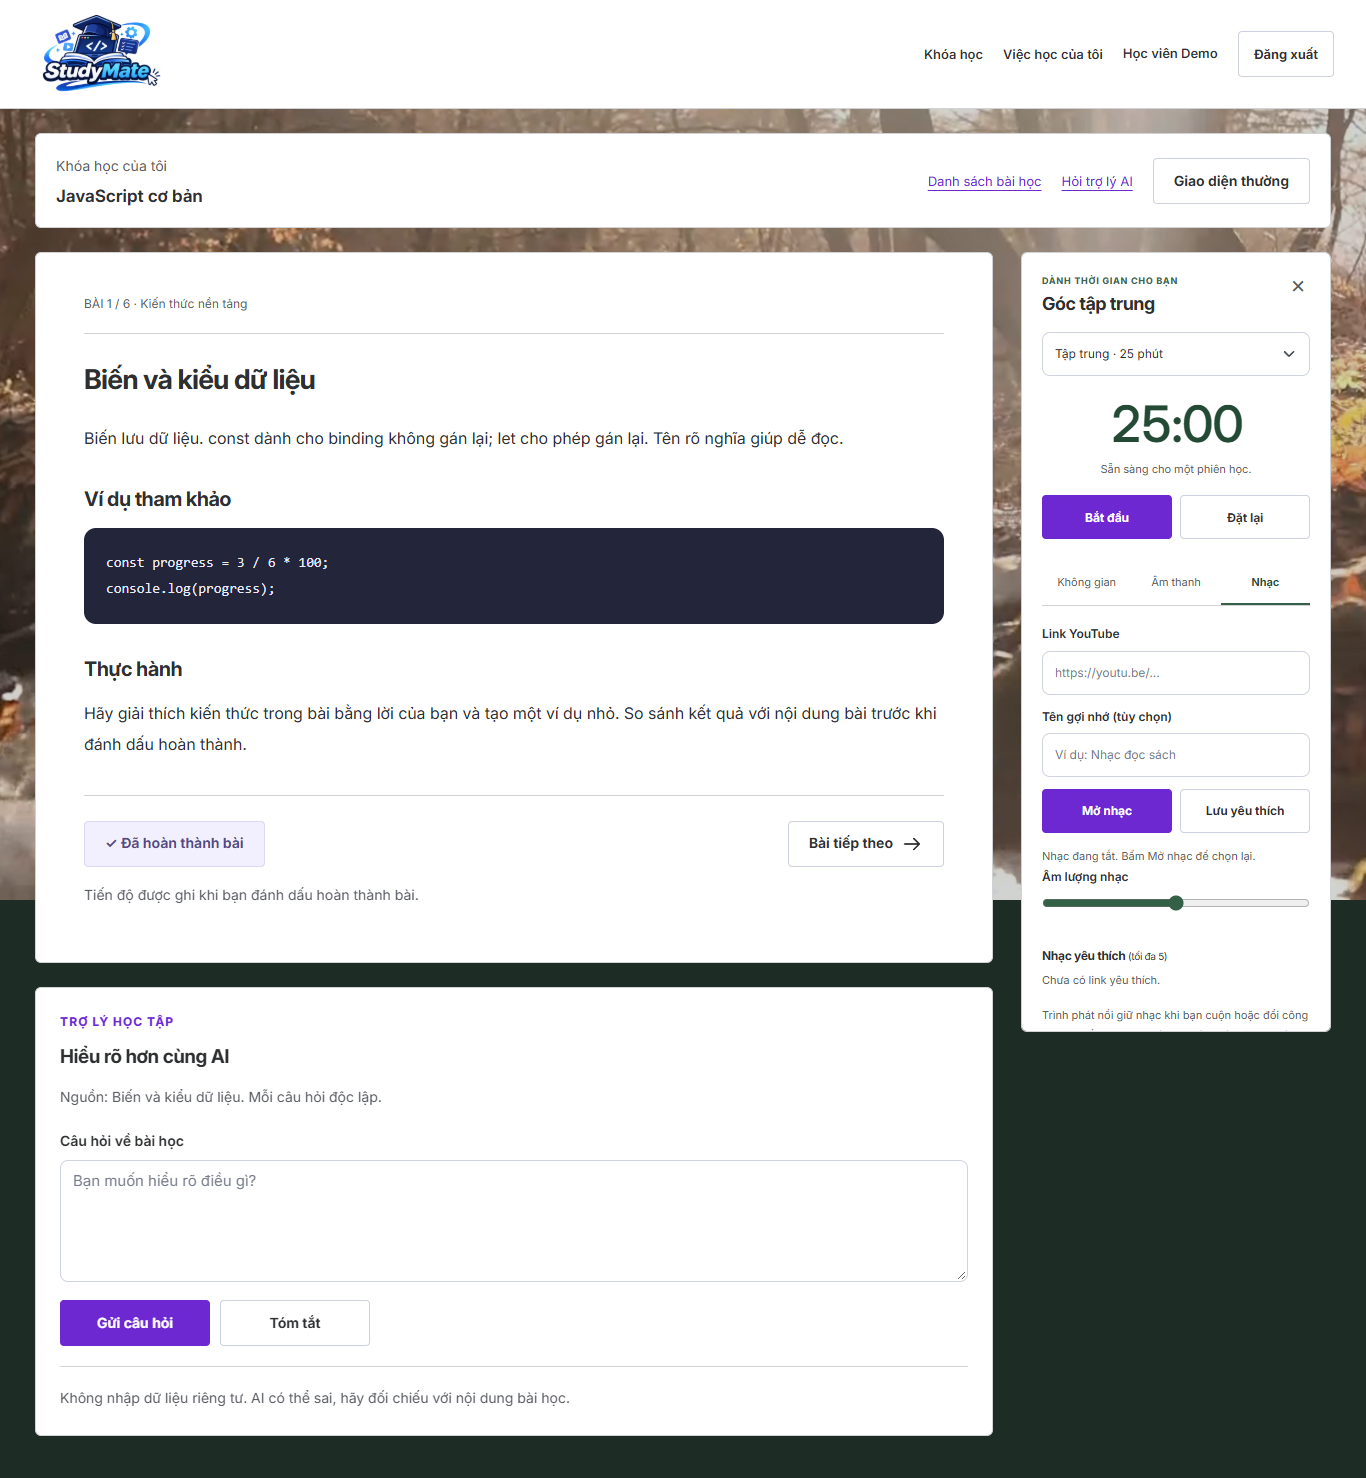 </>
StudyMate
Khóa học
Việc học của tôi
Học viên Demo
Đăng xuất
Khóa học của tôi
JavaScript cơ bản
Danh sách bài học
Hỏi trợ lý AI
Giao diện thường
BÀI 1 / 6 · Kiến thức nền tảng
Biến và kiểu dữ liệu
Biến lưu dữ liệu. const dành cho binding không gán lại; let cho phép gán lại. Tên rõ nghĩa giúp dễ đọc.
Ví dụ tham khảo
const progress = 3 / 6 * 100;
console.log(progress);
Thực hành
Hãy giải thích kiến thức trong bài bằng lời của bạn và tạo một ví dụ nhỏ. So sánh kết quả với nội dung bài trước khi
đánh dấu hoàn thành.
✓ Đã hoàn thành bài
Bài tiếp theo →
Tiến độ được ghi khi bạn đánh dấu hoàn thành bài.
DÀNH THỜI GIAN CHO BẠN
Góc tập trung
Tập trung · 25 phút
25:00
Sẵn sàng cho một phiên học.
Bắt đầu
Đặt lại
Không gian
Âm thanh
Nhạc
Link YouTube
https://youtu.be/...
Tên gợi nhớ (tùy chọn)
Ví dụ: Nhạc đọc sách
Mở nhạc
Lưu yêu thích
Nhạc đang tắt. Bấm Mở nhạc để chọn lại.
Âm lượng nhạc
Nhạc yêu thích (tối đa 5)
Chưa có link yêu thích.
Trình phát nổi giữ nhạc khi bạn cuộn hoặc đổi công
TRỢ LÝ HỌC TẬP
Hiểu rõ hơn cùng AI
Nguồn: Biến và kiểu dữ liệu. Mỗi câu hỏi độc lập.
Câu hỏi về bài học
Bạn muốn hiểu rõ điều gì?
Gửi câu hỏi
Tóm tắt
Không nhập dữ liệu riêng tư. AI có thể sai, hãy đối chiếu với nội dung bài học.